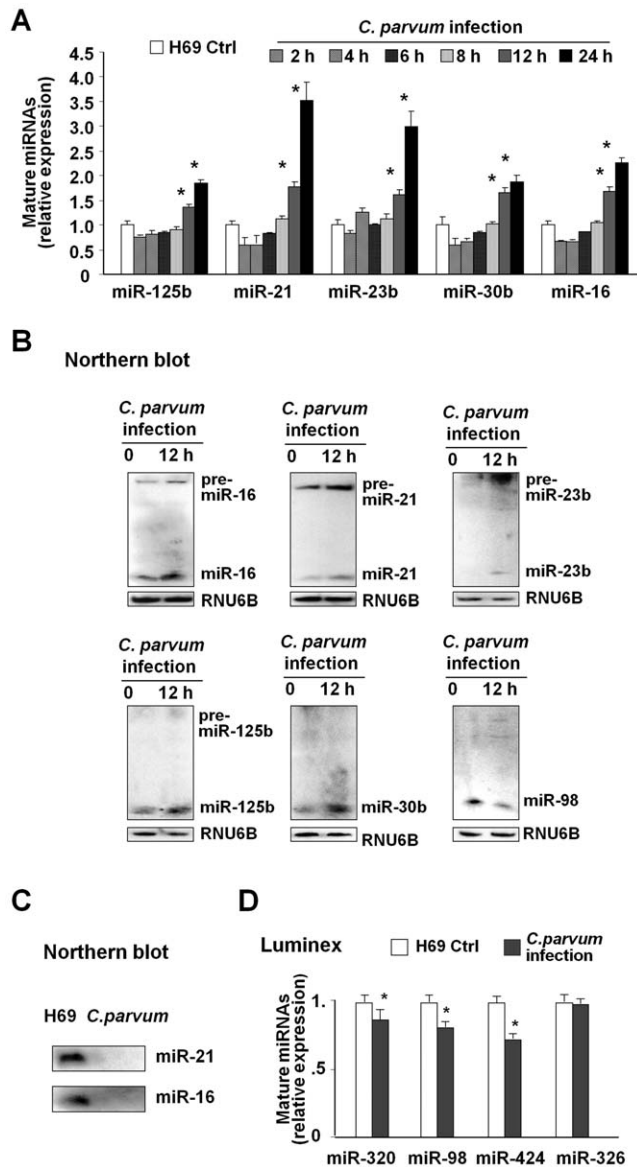 A
C. parvum infection
H69 Ctrl
2 h 4 h 6 h 8 h 12 h 24 h
Mature miRNAs
(relative expression)
4.5
4.0
3.5
3.0
2.5
2.0
1.5
1.0
0.5
0
* * * * * * * * * *
miR-125b miR-21 miR-23b miR-30b miR-16
B
Northern blot
C. parvum
infection
0 12 h
pre-
miR-16
miR-16
RNU6B
C. parvum
infection
0 12 h
pre-
miR-21
miR-21
RNU6B
C. parvum
infection
0 12 h
pre-
miR-23b
miR-23b
RNU6B
C. parvum
infection
0 12 h
pre-
miR-125b
miR-125b
RNU6B
C. parvum
infection
0 12 h
miR-30b
RNU6B
C. parvum
infection
0 12 h
miR-98
RNU6B
C
Northern blot
H69 C.parvum
miR-21
miR-16
D
Luminex
H69 Ctrl
C.parvum
infection
Mature miRNAs
(relative expression)
1.
.5
0
* * *
miR-320 miR-98 miR-424 miR-326